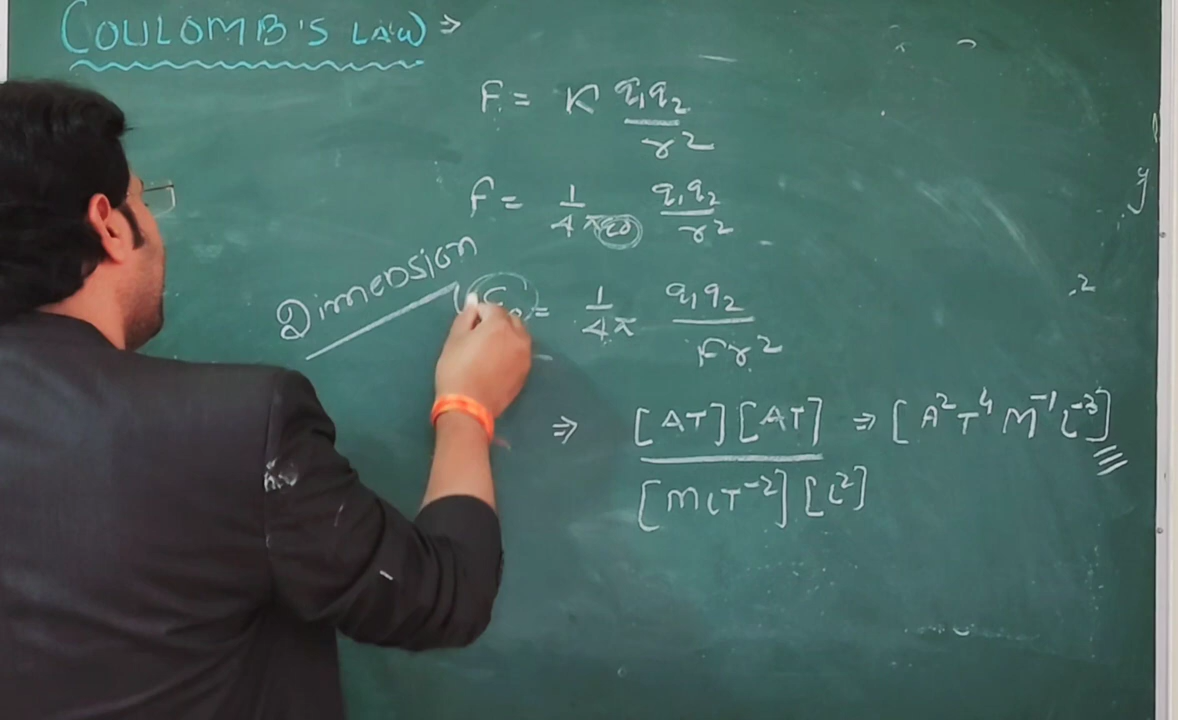 COULOMB'S LAW ⇒
F = K q₁q₂/r²
F = 1/4πε₀ q₁q₂/r²
Dimension
ε₀ = 1/4π q₁q₂/Fr²
⇒ [AT][AT]/[MLT⁻²][L²] ⇒ [A²T⁴M⁻¹L⁻³]